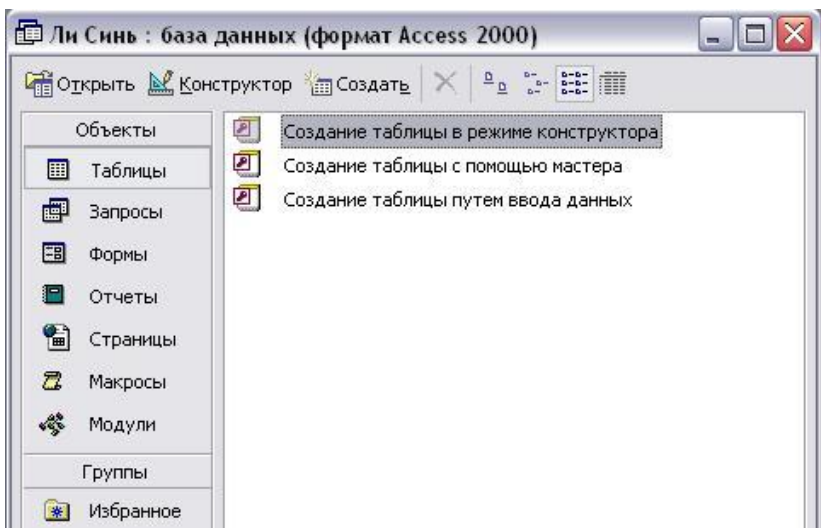 Ли Синь : база данных (формат Access 2000)
Открыть Конструктор Создать
Объекты
Таблицы
Запросы
Формы
Отчеты
Страницы
Макросы
Модули
Группы
Избранное
Создание таблицы в режиме конструктора
Создание таблицы с помощью мастера
Создание таблицы путем ввода данных